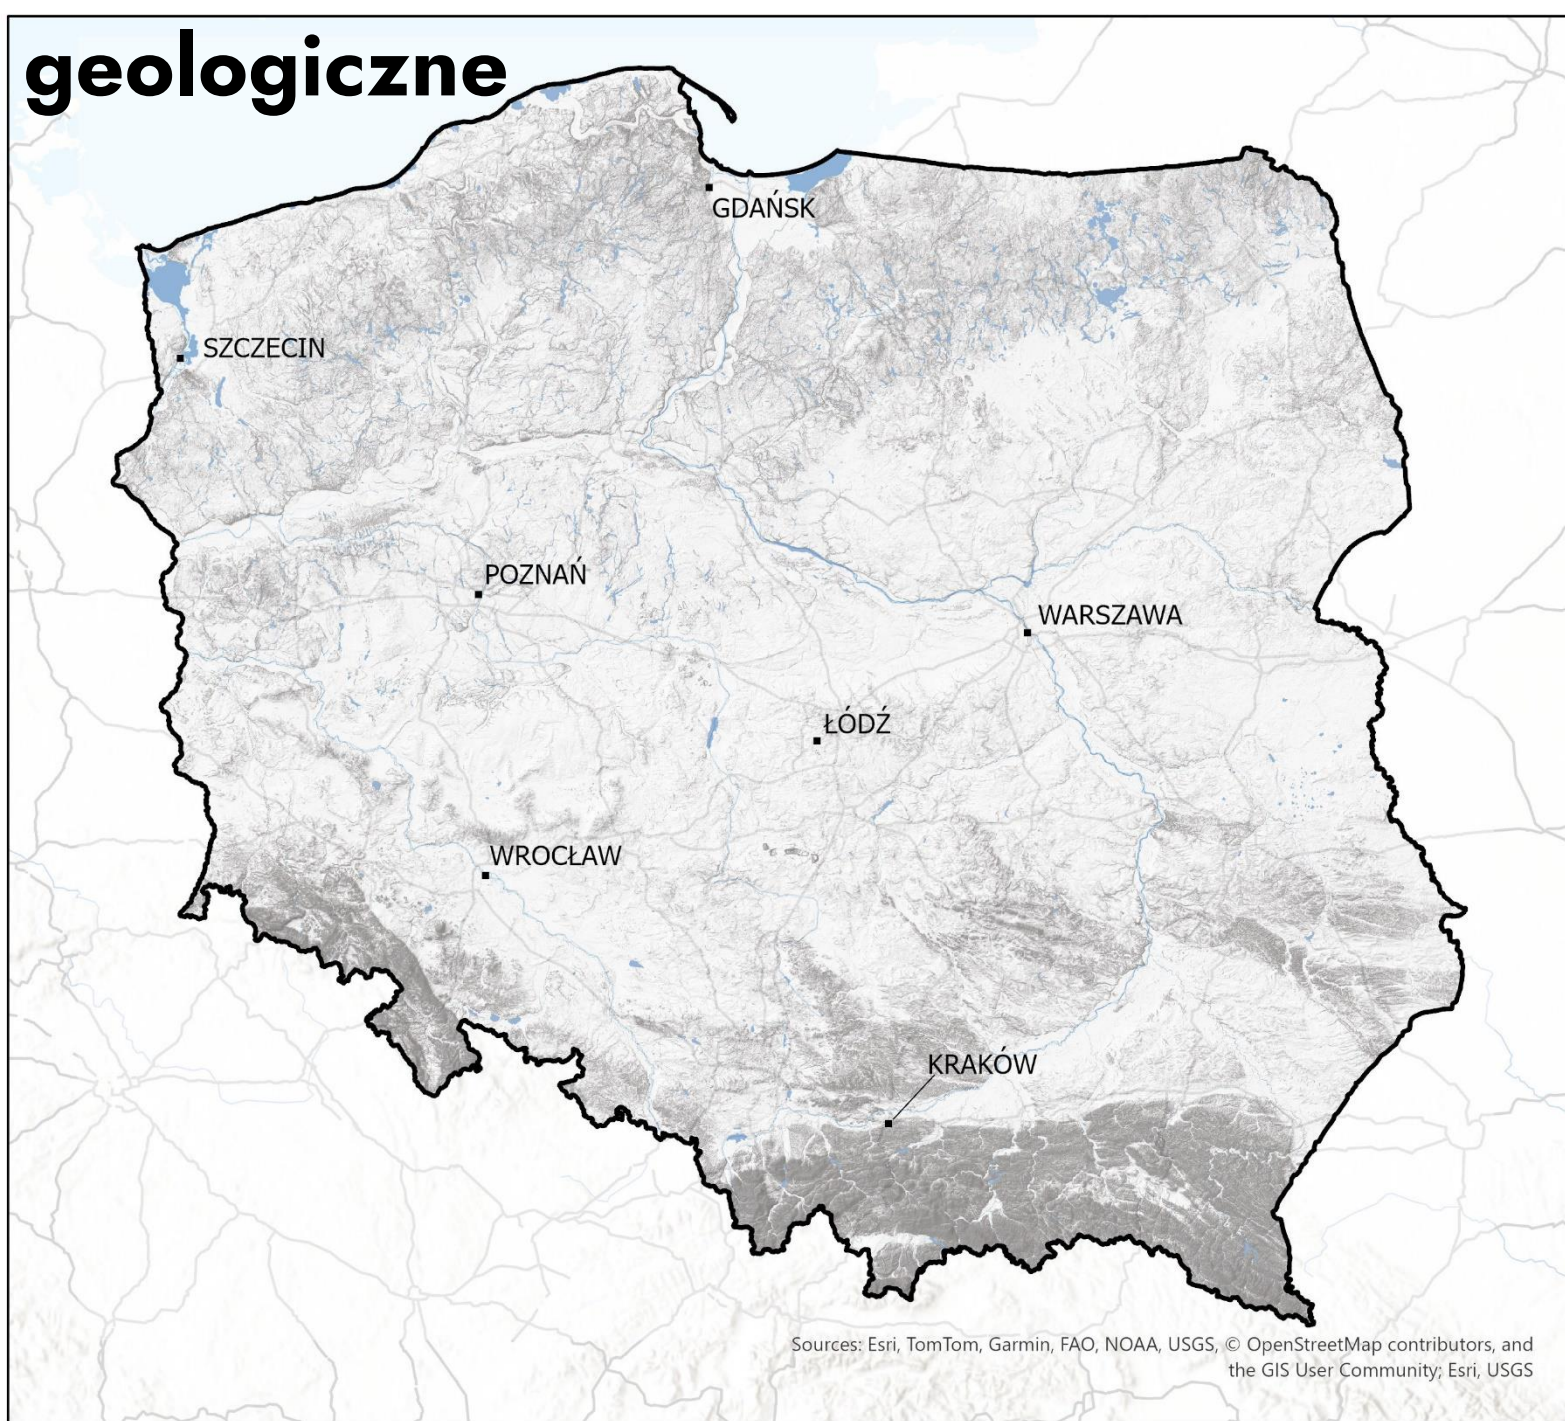 geologiczne
GDAŃSK
SZCZECIN
POZNAŃ
WARSZAWA
ŁÓDŹ
WROCŁAW
KRAKÓW
Sources: Esri, TomTom, Garmin, FAO, NOAA, USGS, © OpenStreetMap contributors, and
the GIS User Community; Esri, USGS